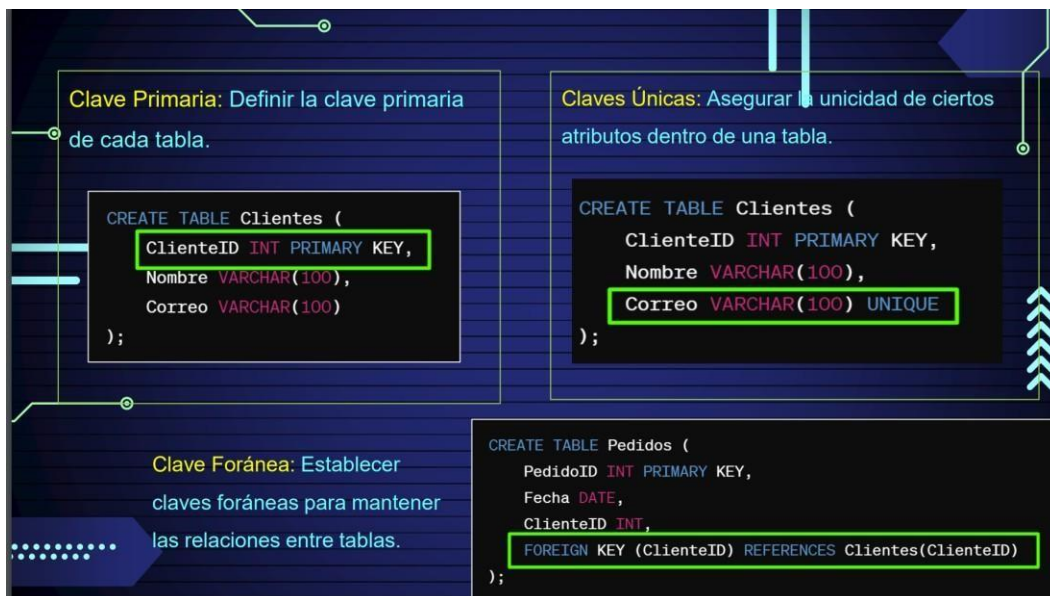 Clave Primaria: Definir la clave primaria
de cada tabla.
CREATE TABLE Clientes (
ClienteID INT PRIMARY KEY,
Nombre VARCHAR(100),
Correo VARCHAR(100)
);
Claves Únicas: Asegurar la unicidad de ciertos
atributos dentro de una tabla.
CREATE TABLE Clientes (
ClienteID INT PRIMARY KEY,
Nombre VARCHAR(100),
Correo VARCHAR(100) UNIQUE
);
Clave Foránea: Establecer
claves foráneas para mantener
las relaciones entre tablas.
CREATE TABLE Pedidos (
PedidoID INT PRIMARY KEY,
Fecha DATE,
ClienteID INT,
FOREIGN KEY (ClienteID) REFERENCES Clientes(ClienteID)
);